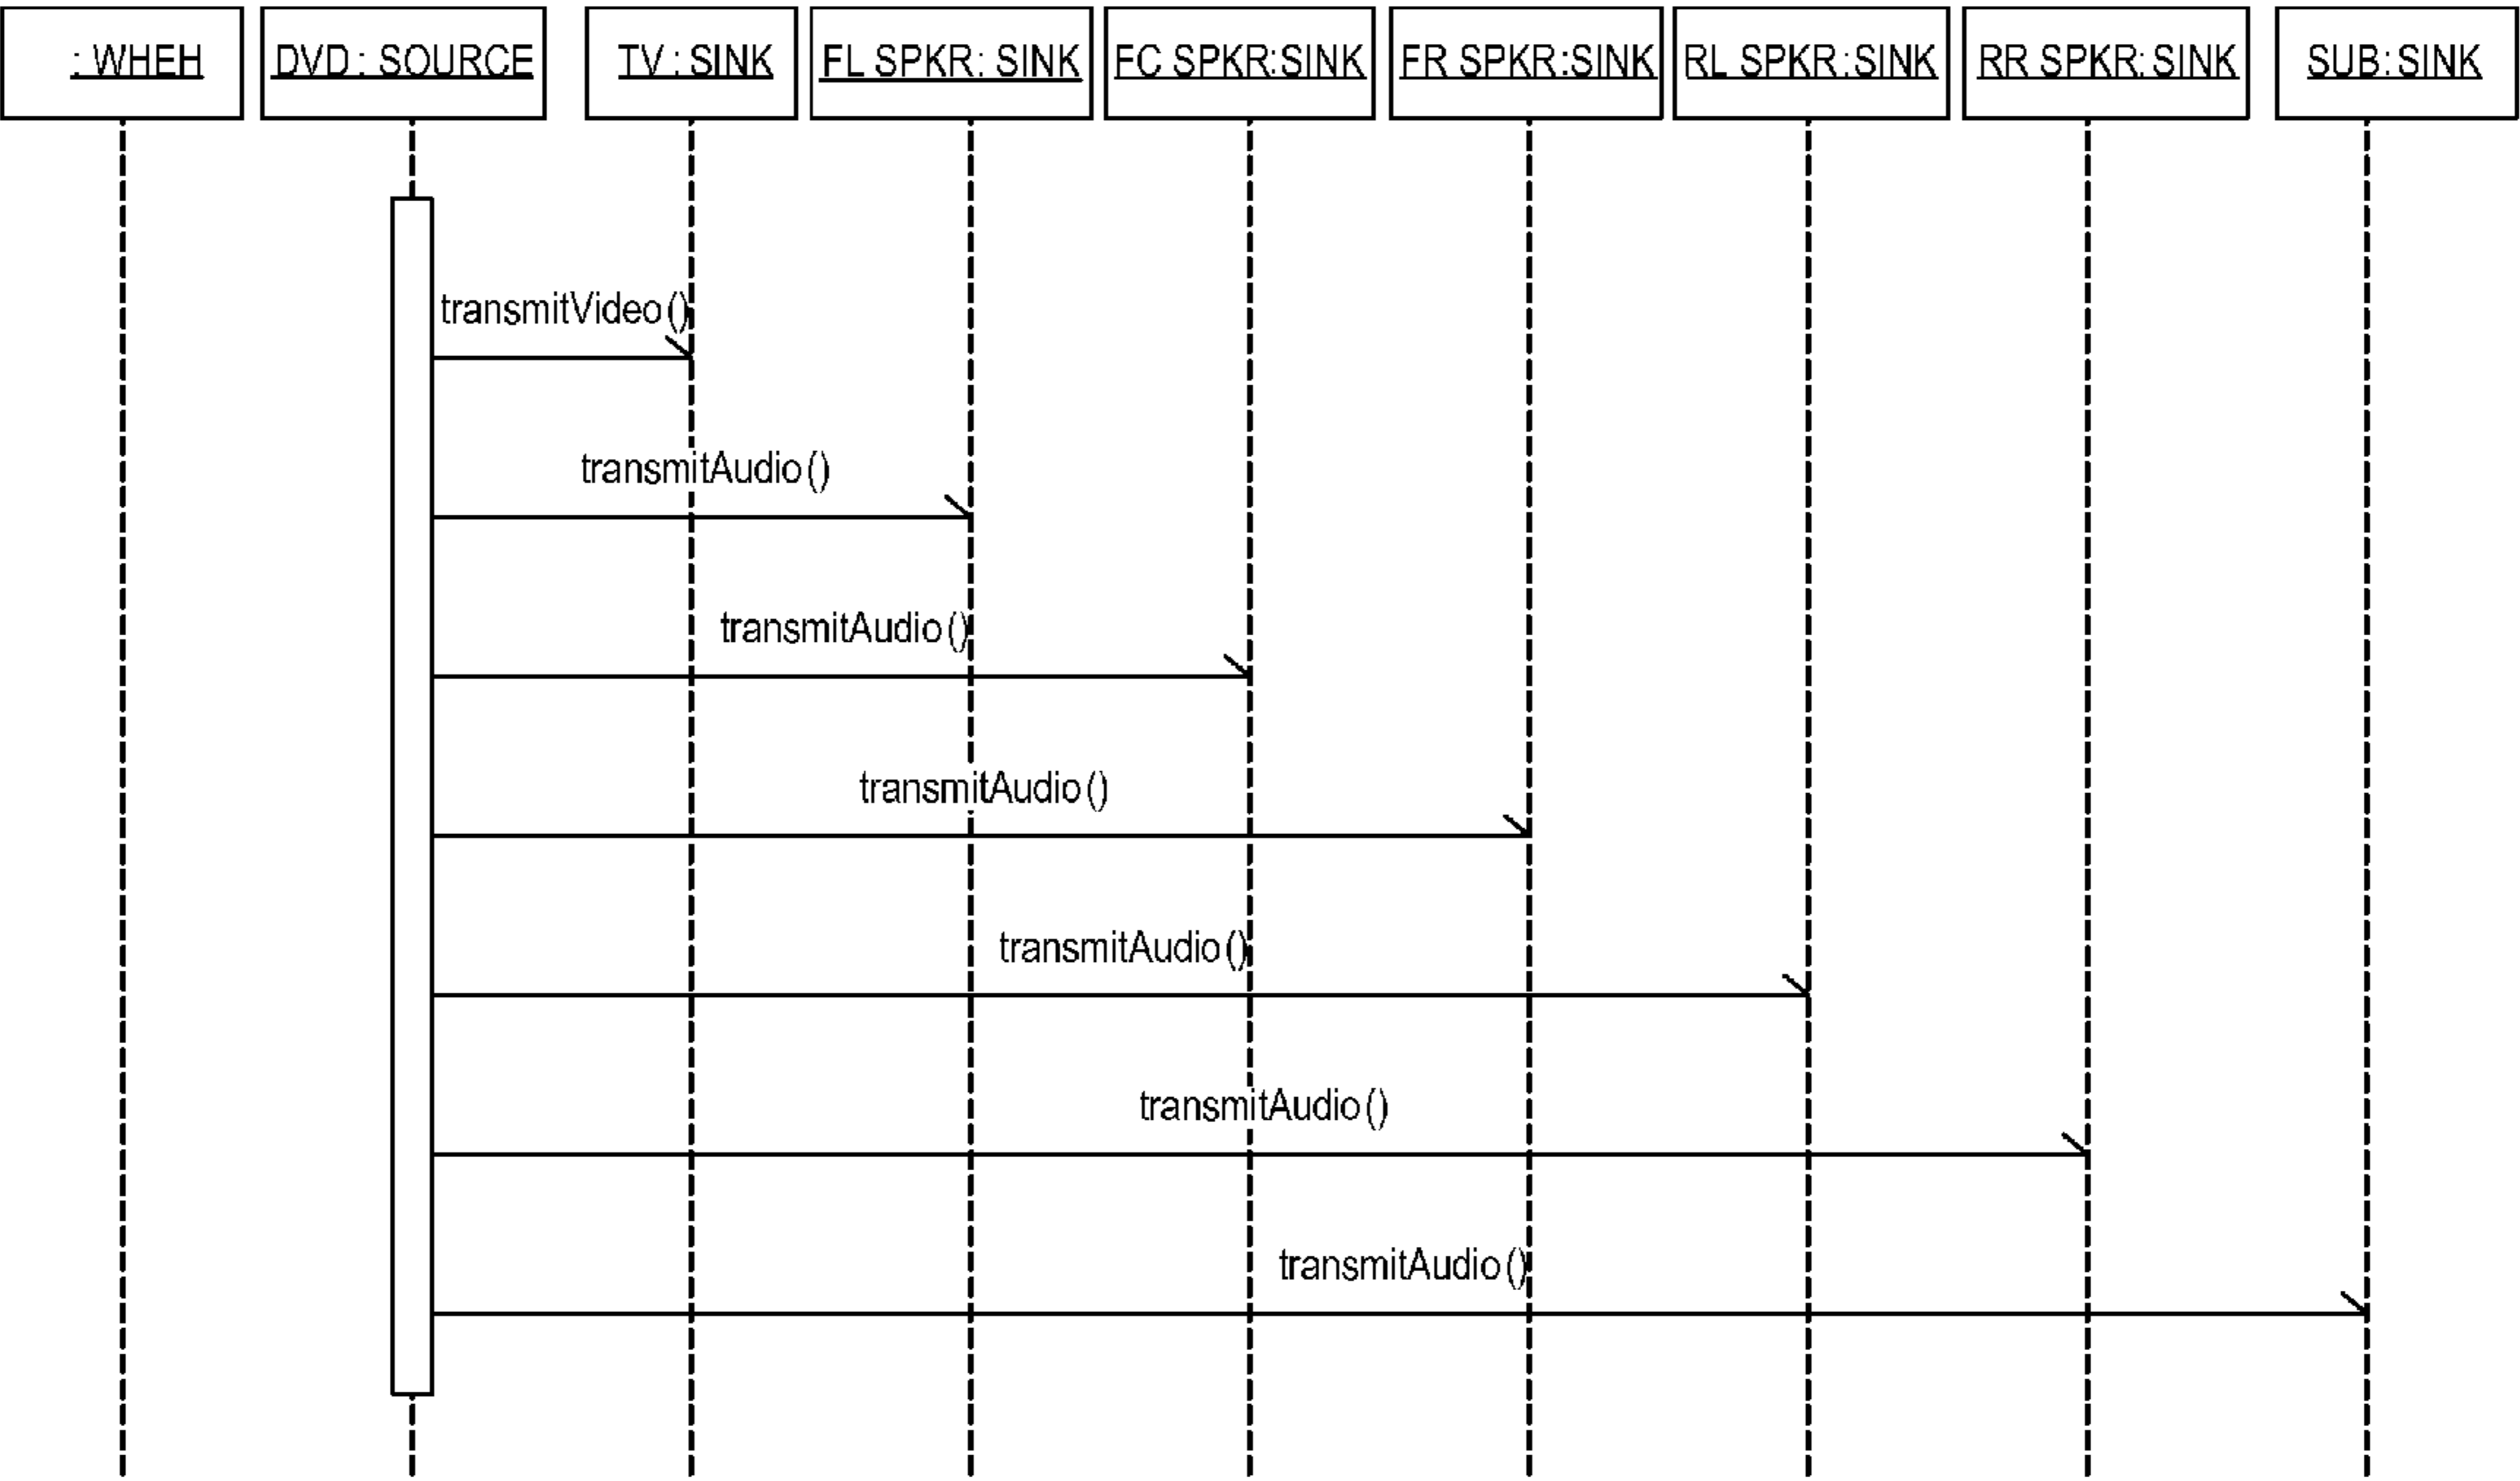 : WHEH
DVD : SOURCE
TV : SINK
FL SPKR : SINK
FC SPKR:SINK
FR SPKR:SINK
RL SPKR:SINK
RR SPKR:SINK
SUB:SINK
transmitVideo()
transmitAudio()
transmitAudio()
transmitAudio()
transmitAudio()
transmitAudio()
transmitAudio()